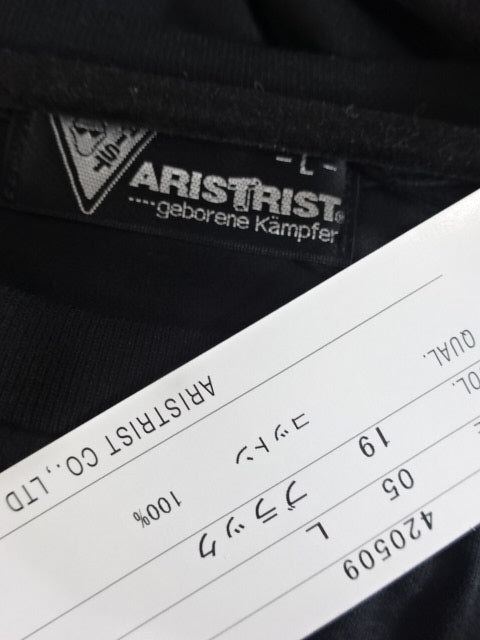 - L -
ARISTRIST®
····geborene Kämpfer
420509
05 L
19 ブラック
QUAL. コットン 100%
ARISTRIST CO., LTD